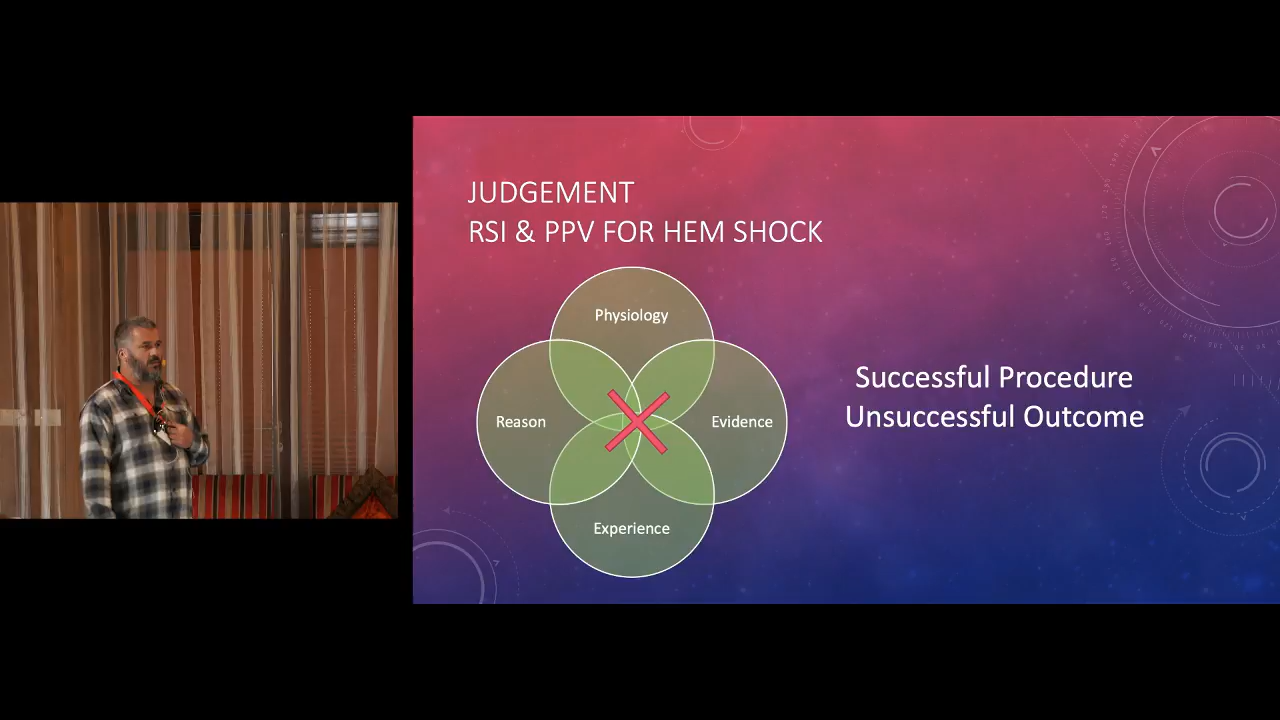 JUDGEMENT
RSI & PPV FOR HEM SHOCK
Physiology
Reason
Evidence
Experience
Successful Procedure
Unsuccessful Outcome